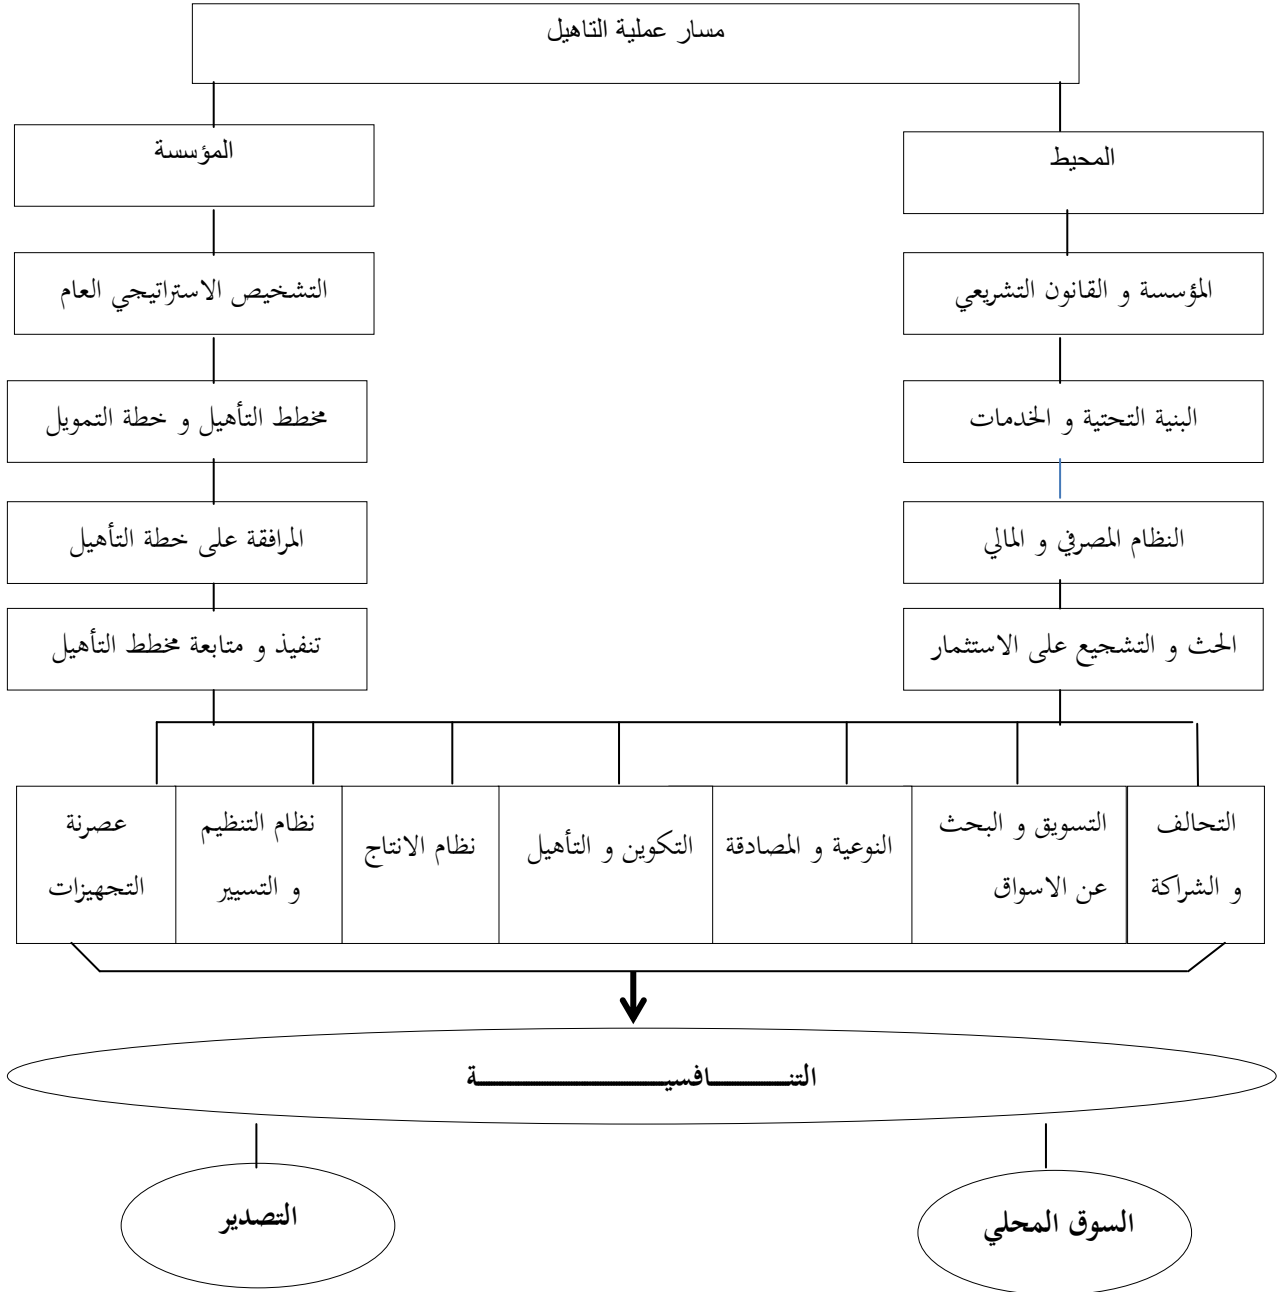 مسار عملية التاهيل
المحيط
المؤسسة
المؤسسة و القانون التشريعي
التشخيص الاستراتيجي العام
البنية التحتية و الخدمات
مخطط التأهيل و خطة التمويل
النظام المصرفي و المالي
المرافقة على خطة التأهيل
الحث و التشجيع على الاستثمار
تنفيذ و متابعة مخطط التأهيل
التحالف
و الشراكة
التسويق و البحث
عن الاسواق
النوعية و المصادقة
التكوين و التأهيل
نظام الانتاج
نظام التنظيم
و التسيير
عصرنة
التجهيزات
التنـــــــافسيـــــــــــــــــــــة
السوق المحلي
التصدير